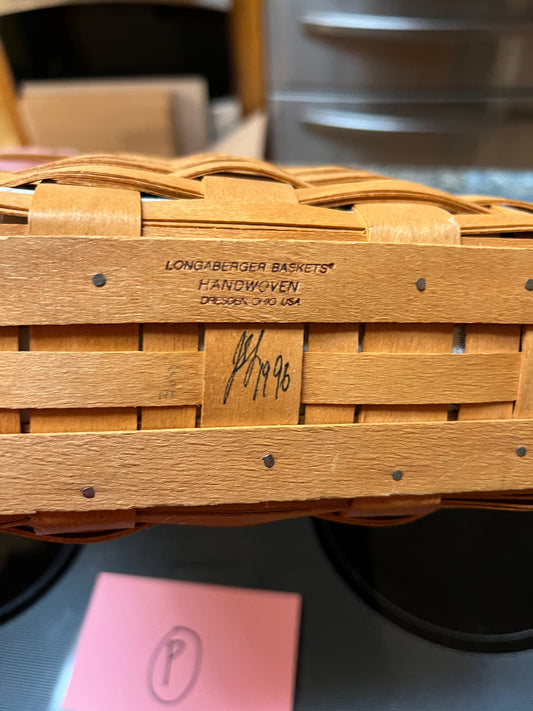 LONGABERGER BASKETS®
HANDWOVEN
DRESDEN, OHIO USA
1996
P